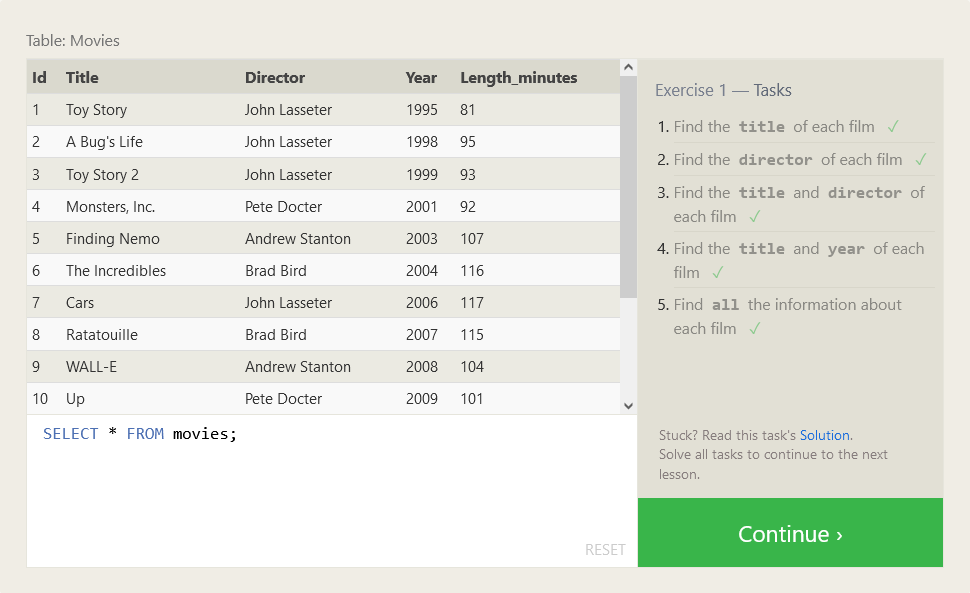 Table: Movies
Id Title Director Year Length_minutes
1 Toy Story John Lasseter 1995 81
2 A Bug's Life John Lasseter 1998 95
3 Toy Story 2 John Lasseter 1999 93
4 Monsters, Inc. Pete Docter 2001 92
5 Finding Nemo Andrew Stanton 2003 107
6 The Incredibles Brad Bird 2004 116
7 Cars John Lasseter 2006 117
8 Ratatouille Brad Bird 2007 115
9 WALL-E Andrew Stanton 2008 104
10 Up Pete Docter 2009 101
SELECT * FROM movies;
RESET
Exercise 1 — Tasks
1. Find the title of each film ✓
2. Find the director of each film ✓
3. Find the title and director of
each film ✓
4. Find the title and year of each
film ✓
5. Find all the information about
each film ✓
Stuck? Read this task's Solution.
Solve all tasks to continue to the next
lesson.
Continue ›